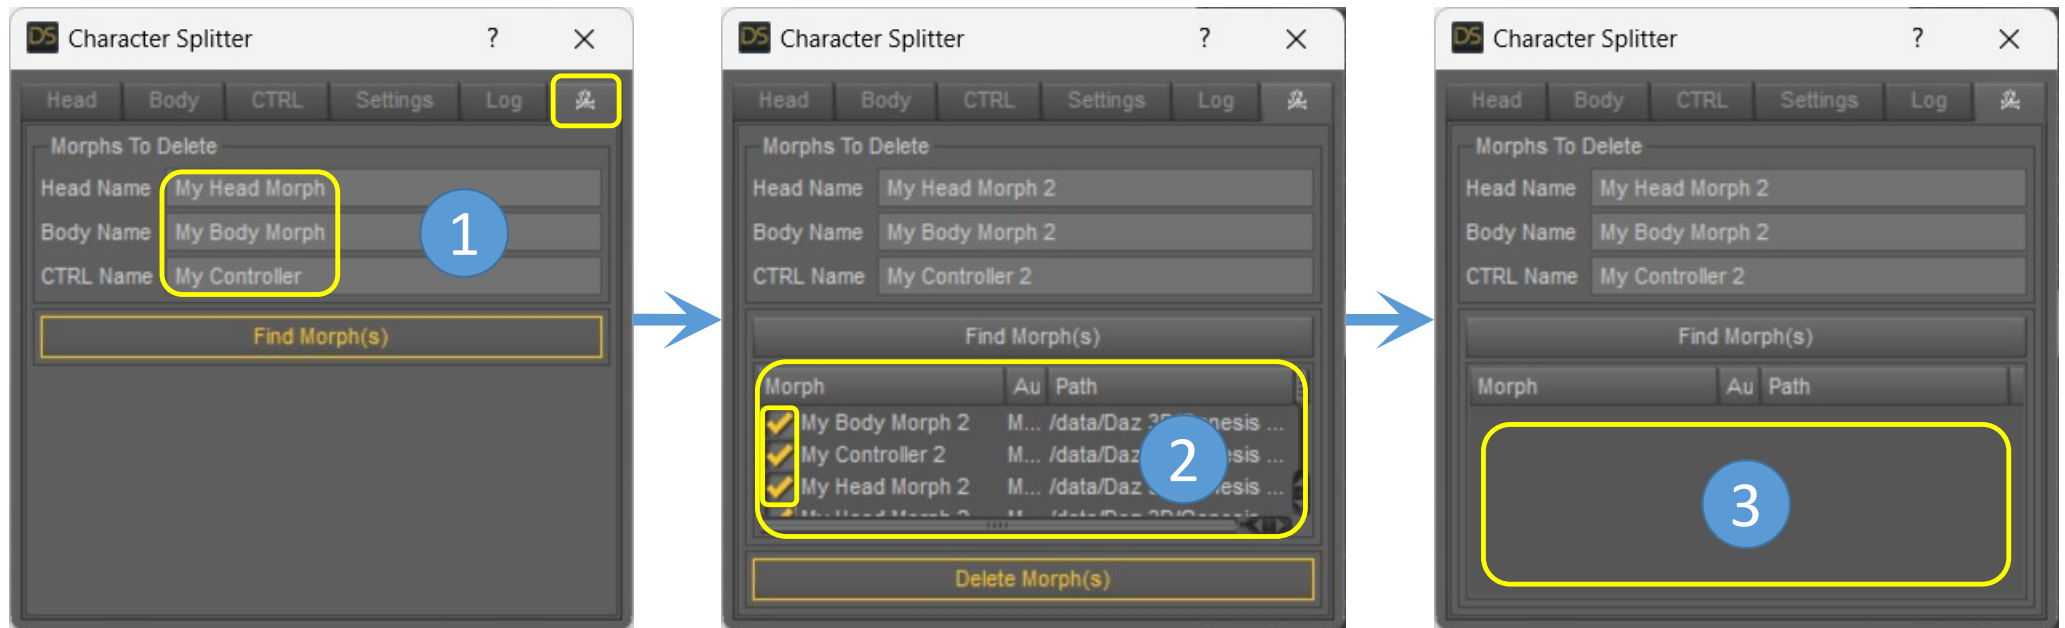 DS Character Splitter ? ×
Head Body CTRL Settings Log
Morphs To Delete
Head Name My Head Morph
Body Name My Body Morph
CTRL Name My Controller
Find Morph(s)
1
DS Character Splitter ? ×
Head Body CTRL Settings Log
Morphs To Delete
Head Name My Head Morph 2
Body Name My Body Morph 2
CTRL Name My Controller 2
Find Morph(s)
Morph Au Path
My Body Morph 2 M... /data/Daz ...
My Controller 2 M... /data/Daz ...
My Head Morph 2 M... /data/Daz ...
2
Delete Morph(s)
DS Character Splitter ? ×
Head Body CTRL Settings Log
Morphs To Delete
Head Name My Head Morph 2
Body Name My Body Morph 2
CTRL Name My Controller 2
Find Morph(s)
Morph Au Path
3